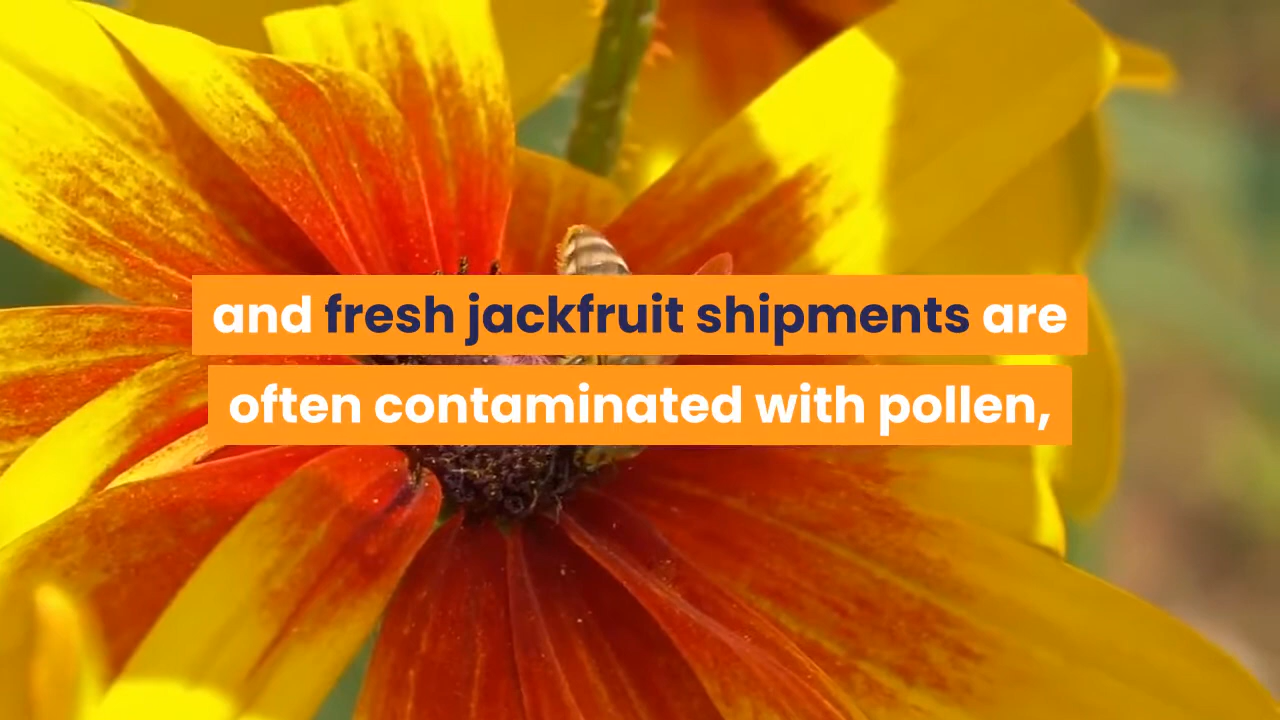 and fresh jackfruit shipments are
often contaminated with pollen,